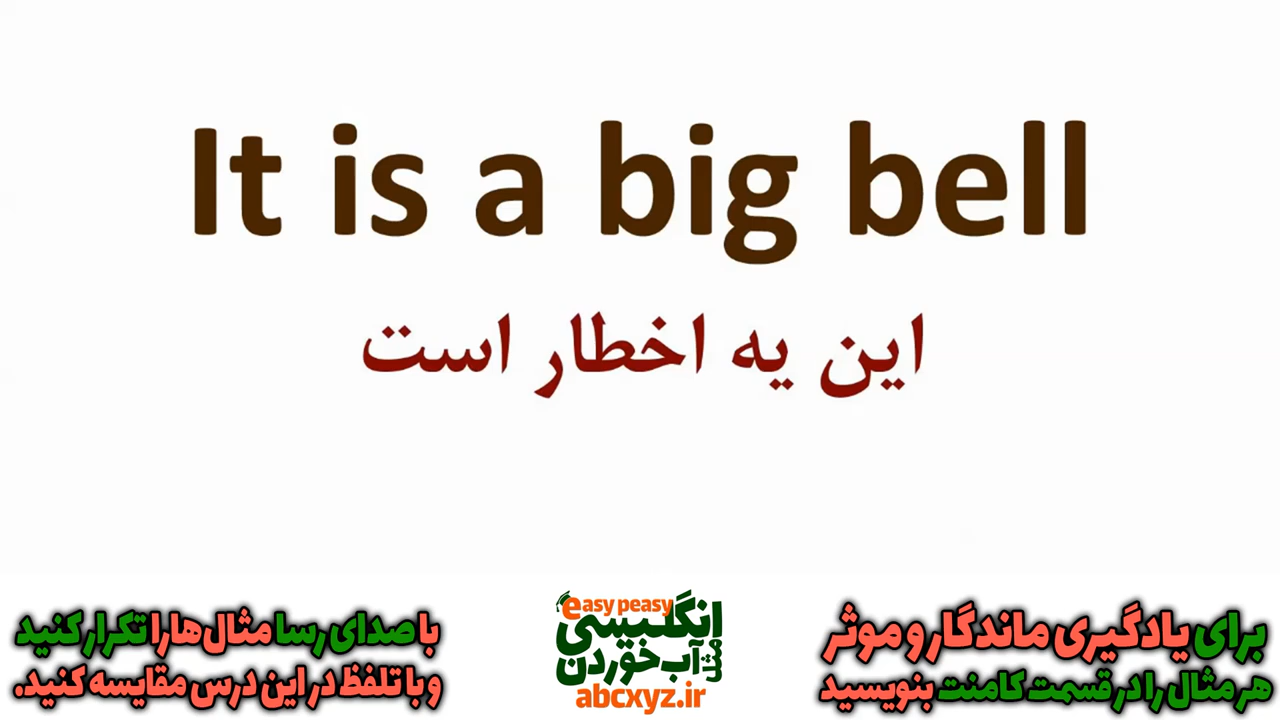 It is a big bell
این یه اخطار است
برای یادگیری ماندگار و موثر
هر مثال را در قسمت کامنت بنویسید
easy peasy
انگلیسی
مثل آب خوردن
abcxyz.ir
با صدای رسا مثال‌ها را تکرار کنید
و با تلفظ در این درس مقایسه کنید.